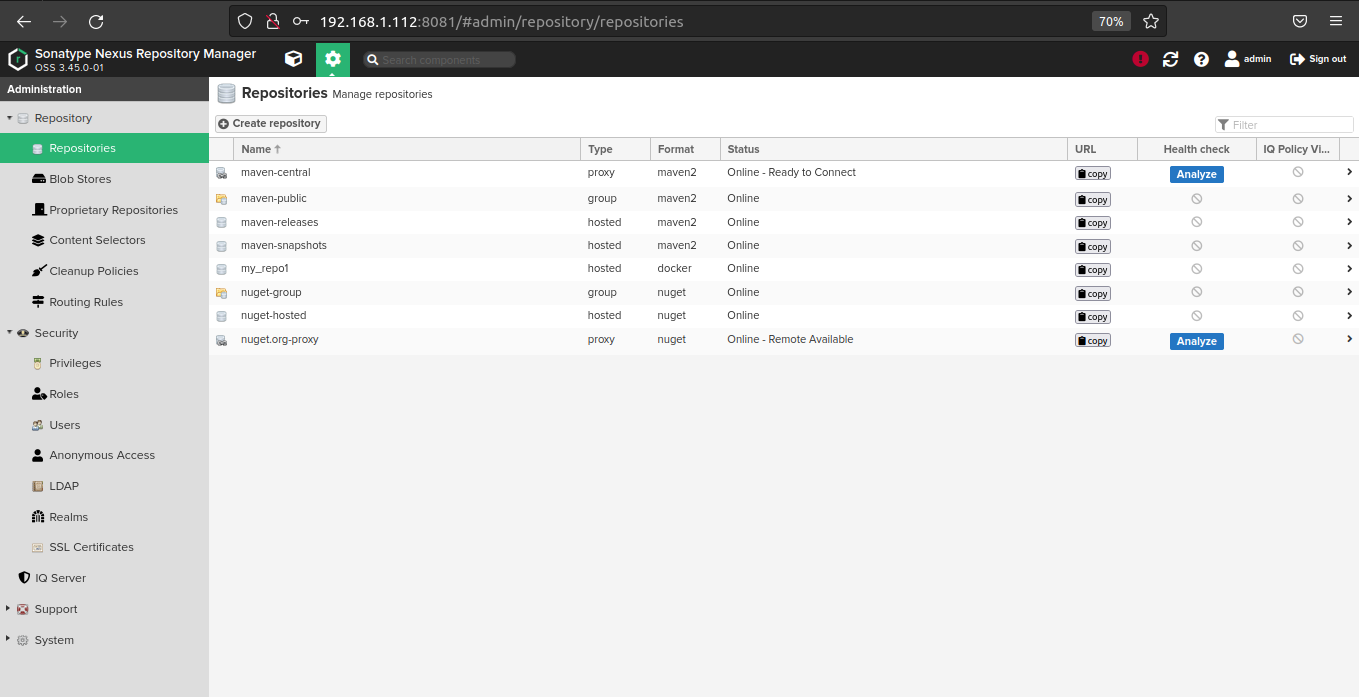 192.168.1.112:8081/#admin/repository/repositories 70%
Sonatype Nexus Repository Manager
OSS 3.45.0-01
Search components
admin Sign out
Administration
Repository
Repositories
Blob Stores
Proprietary Repositories
Content Selectors
Cleanup Policies
Routing Rules
Security
Privileges
Roles
Users
Anonymous Access
LDAP
Realms
SSL Certificates
IQ Server
Support
System
Repositories Manage repositories
Create repository Filter
Name Type Format Status URL Health check IQ Policy Vi...
maven-central proxy maven2 Online - Ready to Connect copy Analyze
maven-public group maven2 Online copy
maven-releases hosted maven2 Online copy
maven-snapshots hosted maven2 Online copy
my_repo1 hosted docker Online copy
nuget-group group nuget Online copy
nuget-hosted hosted nuget Online copy
nuget.org-proxy proxy nuget Online - Remote Available copy Analyze